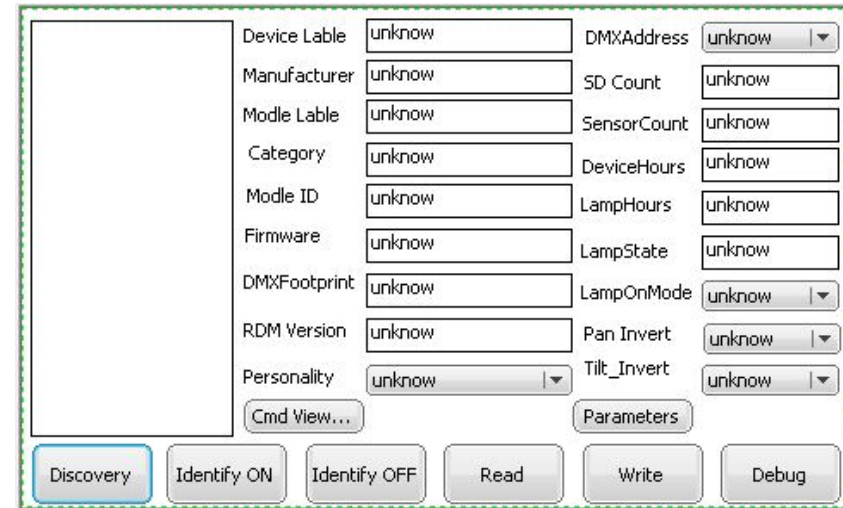 Device Lable unknow DMXAddress unknow
Manufacturer unknow SD Count unknow
Modle Lable unknow SensorCount unknow
Category unknow DeviceHours unknow
Modle ID unknow LampHours unknow
Firmware unknow LampState unknow
DMXFootprint unknow LampOnMode unknow
RDM Version unknow Pan Invert unknow
Personality unknow Tilt_Invert unknow
Cmd View... Parameters
Discovery Identify ON Identify OFF Read Write Debug